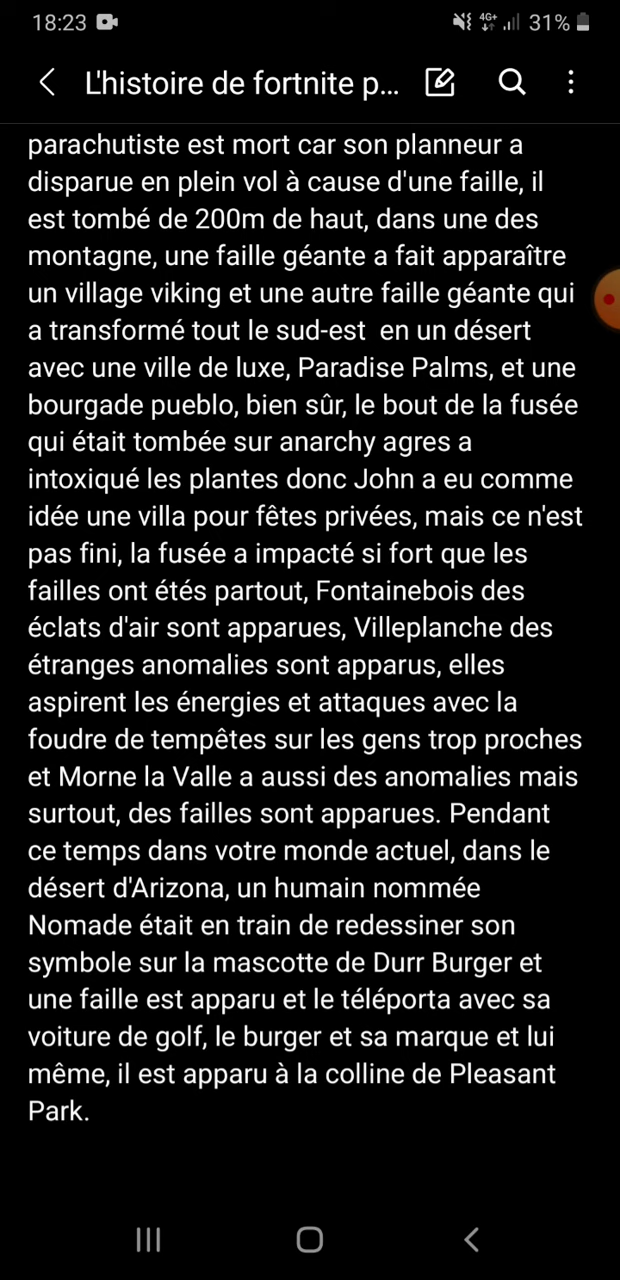 18:23
4G+
31%
L'histoire de fortnite p...
parachutiste est mort car son planneur a
disparue en plein vol à cause d'une faille, il
est tombé de 200m de haut, dans une des
montagne, une faille géante a fait apparaître
un village viking et une autre faille géante qui
a transformé tout le sud-est en un désert
avec une ville de luxe, Paradise Palms, et une
bourgade pueblo, bien sûr, le bout de la fusée
qui était tombée sur anarchy agres a
intoxiqué les plantes donc John a eu comme
idée une villa pour fêtes privées, mais ce n'est
pas fini, la fusée a impacté si fort que les
failles ont étés partout, Fontainebois des
éclats d'air sont apparues, Villeplanche des
étranges anomalies sont apparus, elles
aspirent les énergies et attaques avec la
foudre de tempêtes sur les gens trop proches
et Morne la Valle a aussi des anomalies mais
surtout, des failles sont apparues. Pendant
ce temps dans votre monde actuel, dans le
désert d'Arizona, un humain nommée
Nomade était en train de redessiner son
symbole sur la mascotte de Durr Burger et
une faille est apparu et le téléporta avec sa
voiture de golf, le burger et sa marque et lui
même, il est apparu à la colline de Pleasant
Park.